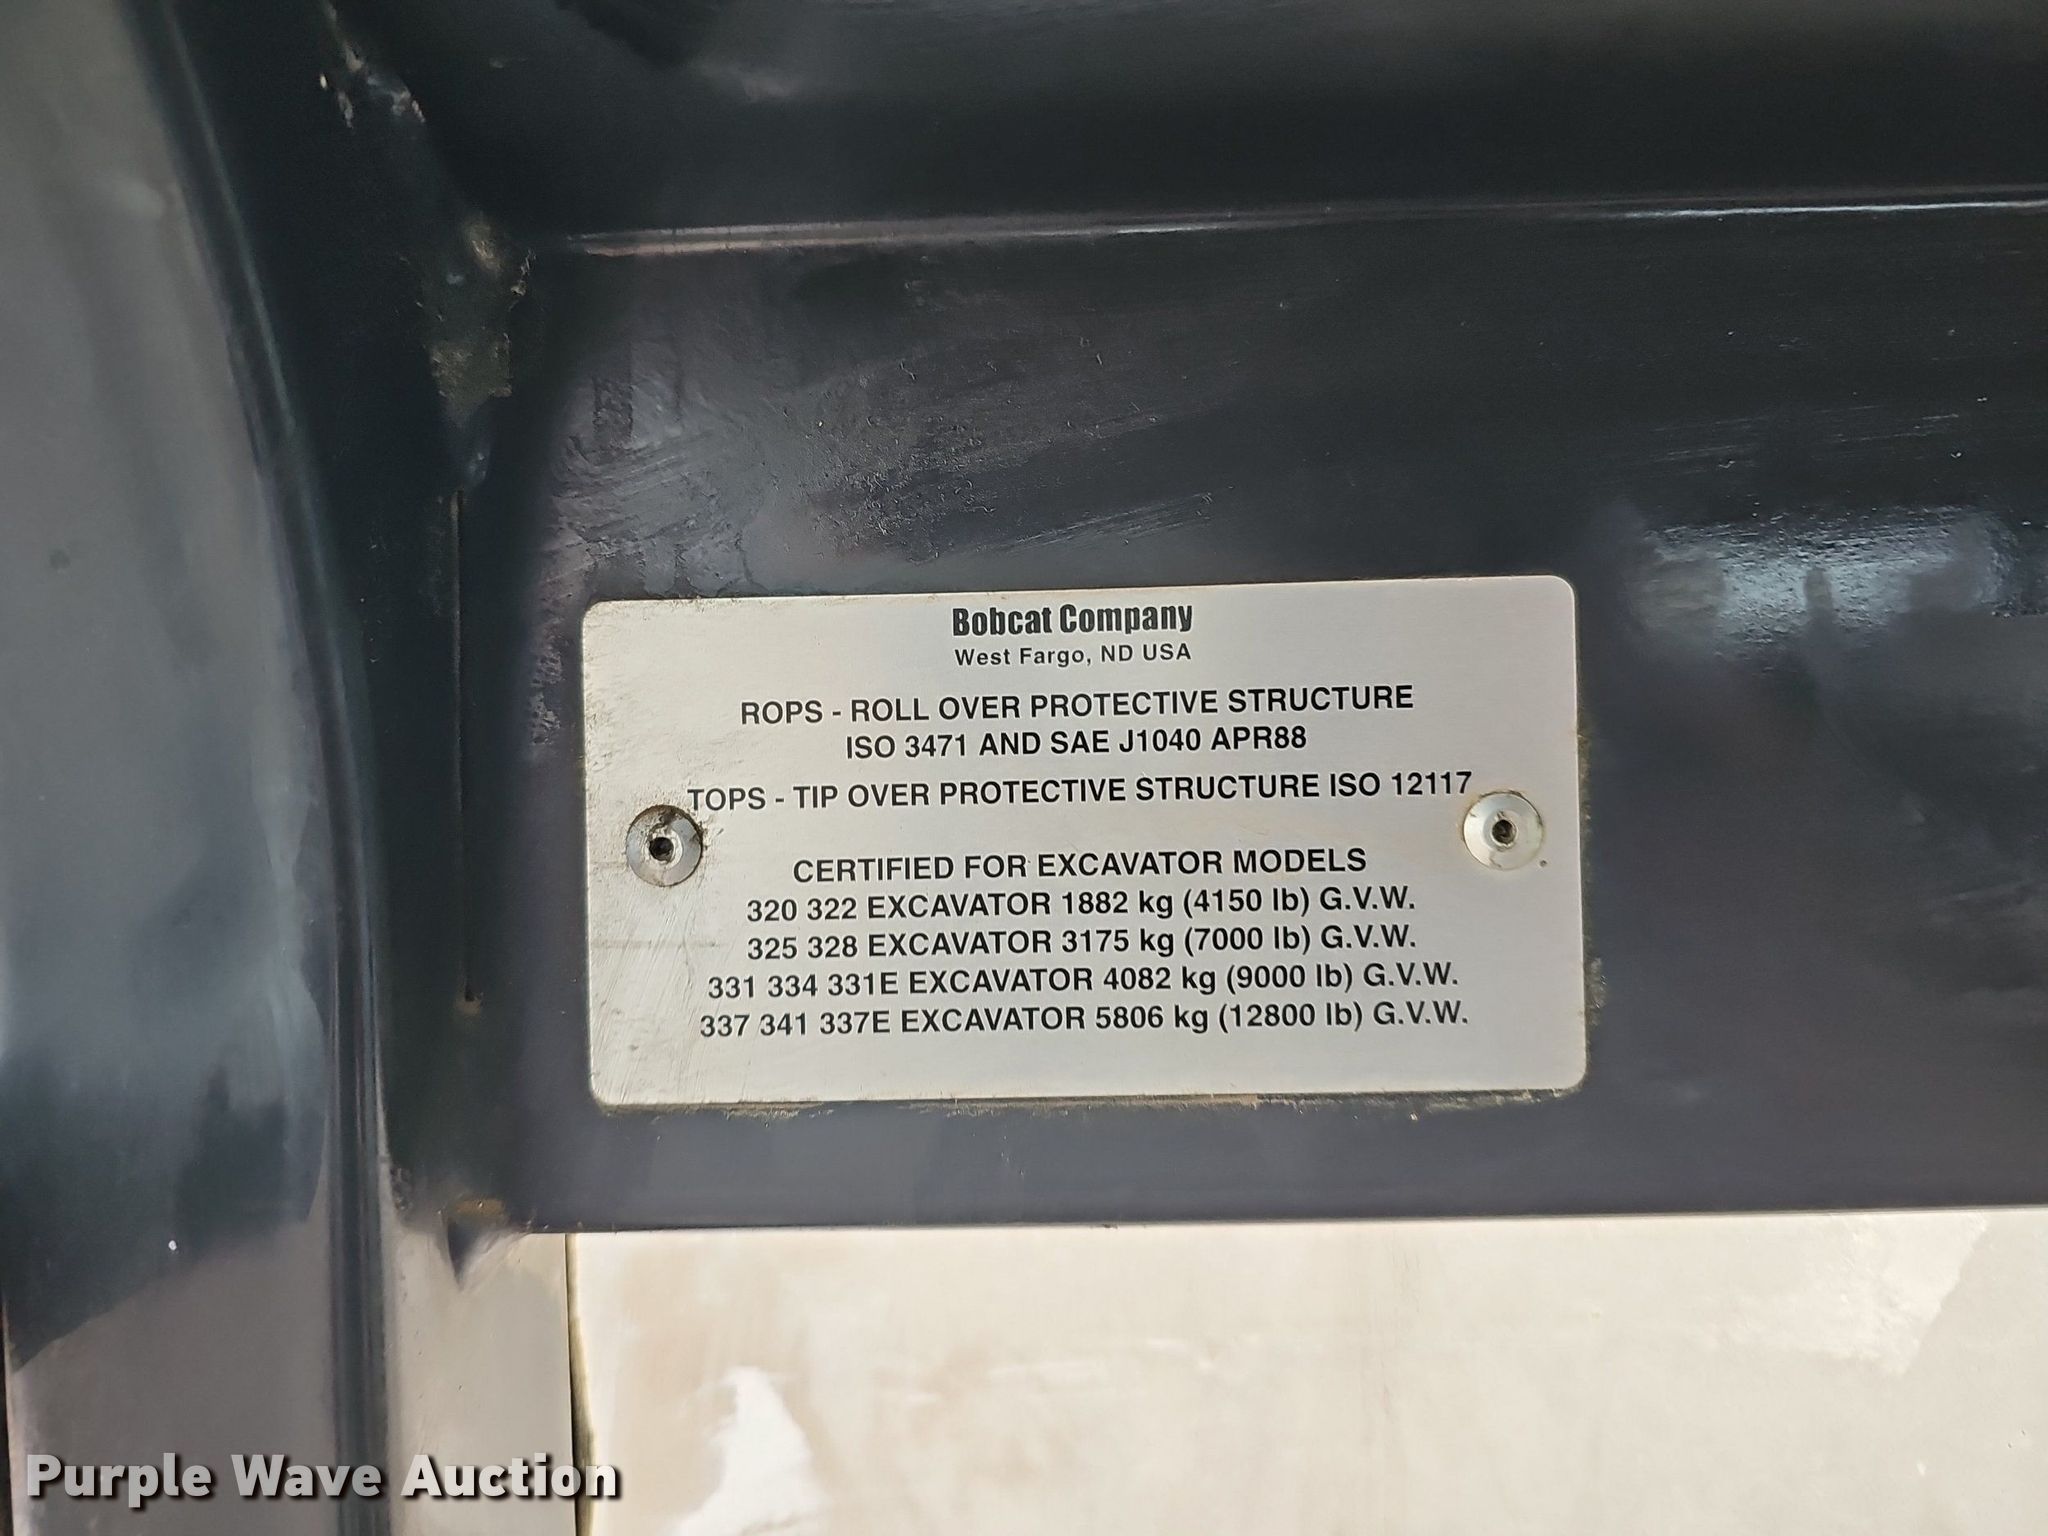 Bobcat Company
West Fargo, ND USA
ROPS - ROLL OVER PROTECTIVE STRUCTURE
ISO 3471 AND SAE J1040 APR88
TOPS - TIP OVER PROTECTIVE STRUCTURE ISO 12117
CERTIFIED FOR EXCAVATOR MODELS
320 322 EXCAVATOR 1882 kg (4150 lb) G.V.W.
325 328 EXCAVATOR 3175 kg (7000 lb) G.V.W.
331 334 331E EXCAVATOR 4082 kg (9000 lb) G.V.W.
337 341 337E EXCAVATOR 5806 kg (12800 lb) G.V.W.
Purple Wave Auction